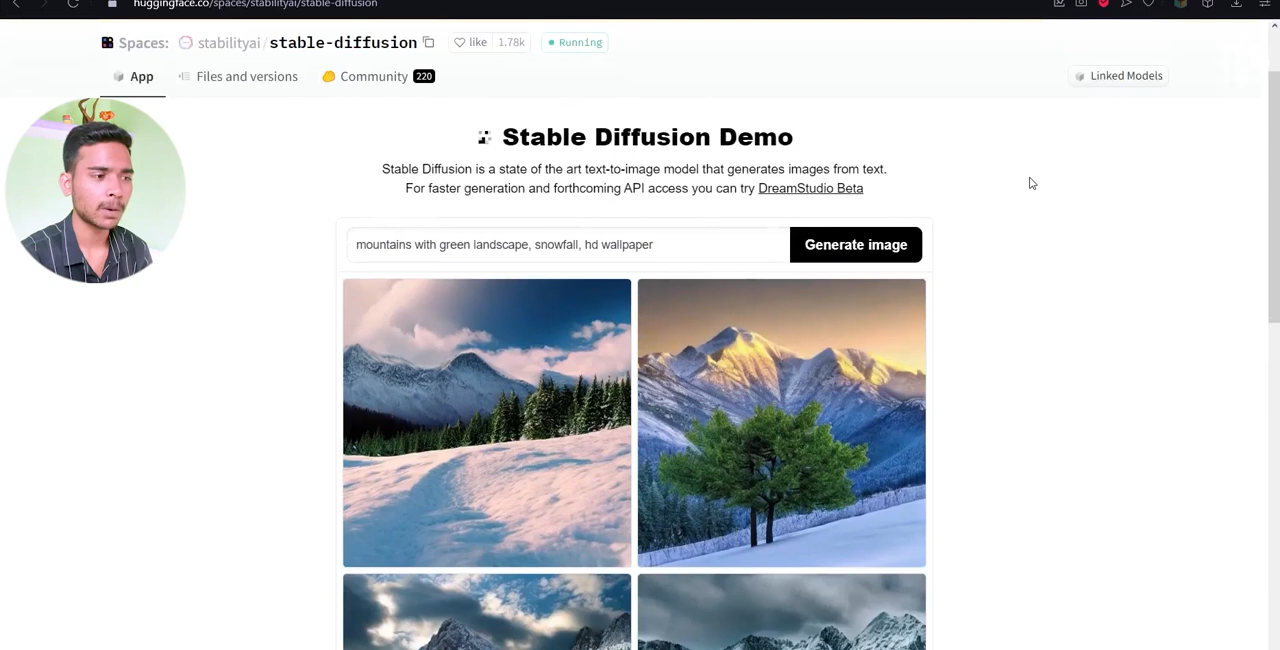 huggingface.co/spaces/stabilityai/stable-diffusion
Spaces: stabilityai/stable-diffusion like 1.78k Running
App Files and versions Community 220 Linked Models
Stable Diffusion Demo
Stable Diffusion is a state of the art text-to-image model that generates images from text.
For faster generation and forthcoming API access you can try DreamStudio Beta
mountains with green landscape, snowfall, hd wallpaper Generate image